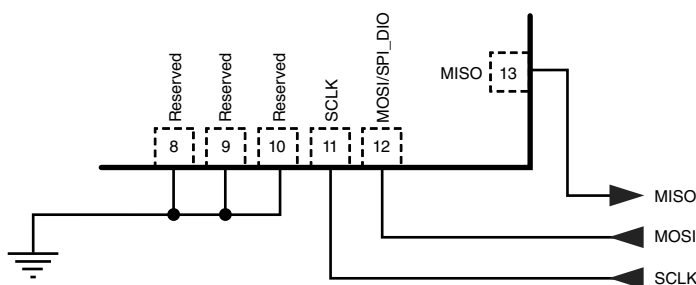 Reserved
Reserved
Reserved
SCLK
MOSI/SPI_DIO
MISO
13
8
9
10
11
12
MISO
MOSI
SCLK